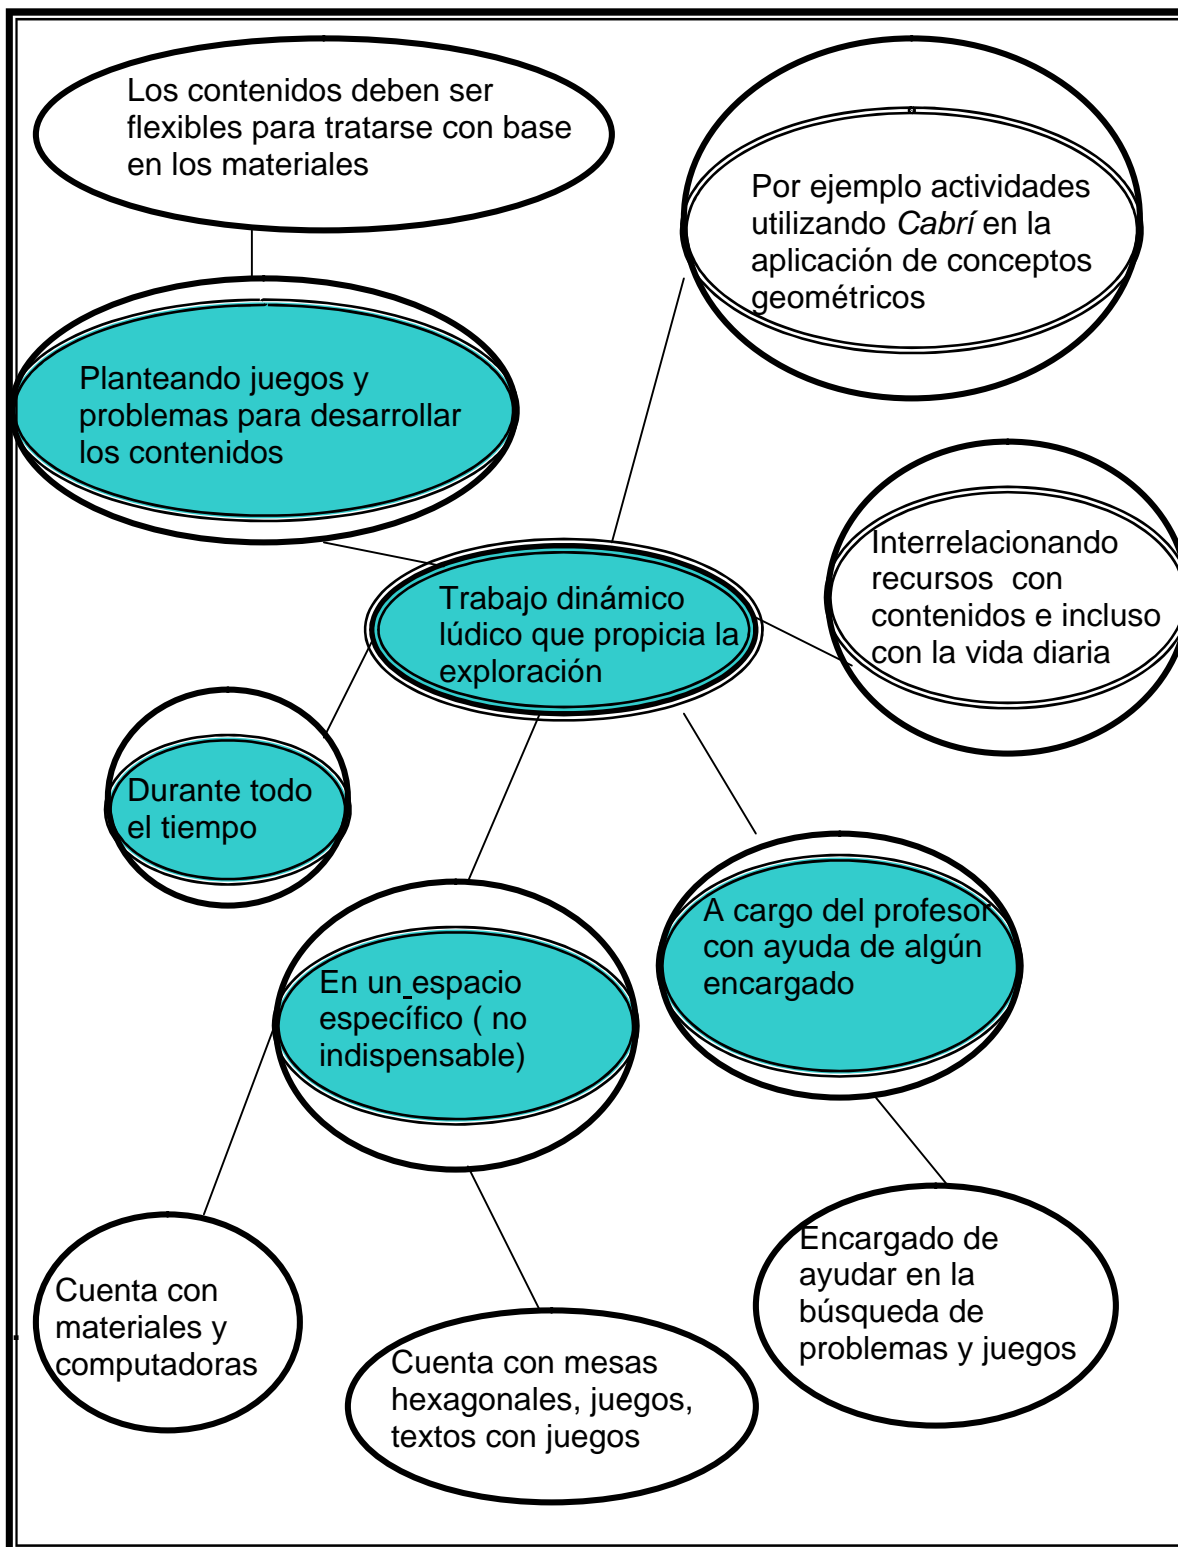 Los contenidos deben ser
flexibles para tratarse con base
en los materiales
Por ejemplo actividades
utilizando Cabrí en la
aplicación de conceptos
geométricos
Planteando juegos y
problemas para desarrollar
los contenidos
Interrelacionando
recursos  con
contenidos e incluso
con la vida diaria
Trabajo dinámico
lúdico que propicia la
exploración
Durante todo
el tiempo
A cargo del profesor
con ayuda de algún
encargado
En un espacio
específico ( no
indispensable)
Encargado de
ayudar en la
búsqueda de
problemas y juegos
Cuenta con
materiales y
computadoras
Cuenta con mesas
hexagonales, juegos,
textos con juegos